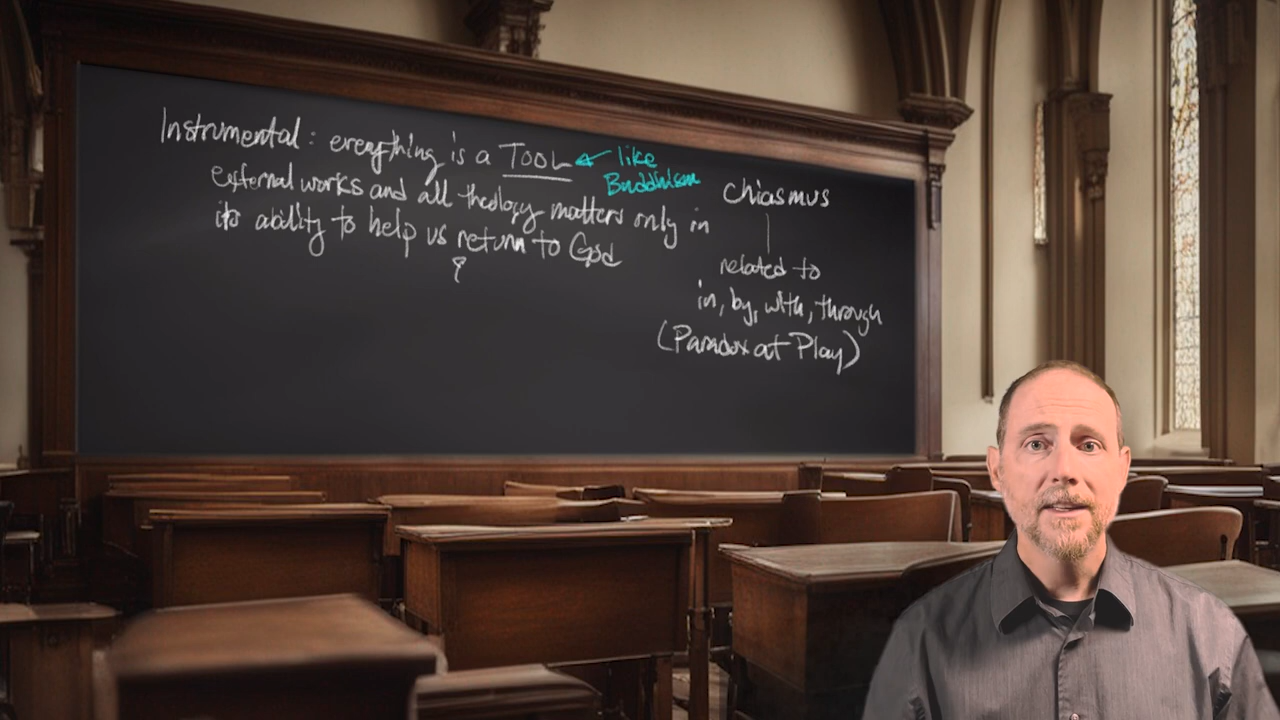 Instrumental: everything is a TOOL
external works and all theology matters only in
its ability to help us return to God
like
Buddhism
chiasmus
related to
in, by, with, through
(Paradox at Play)